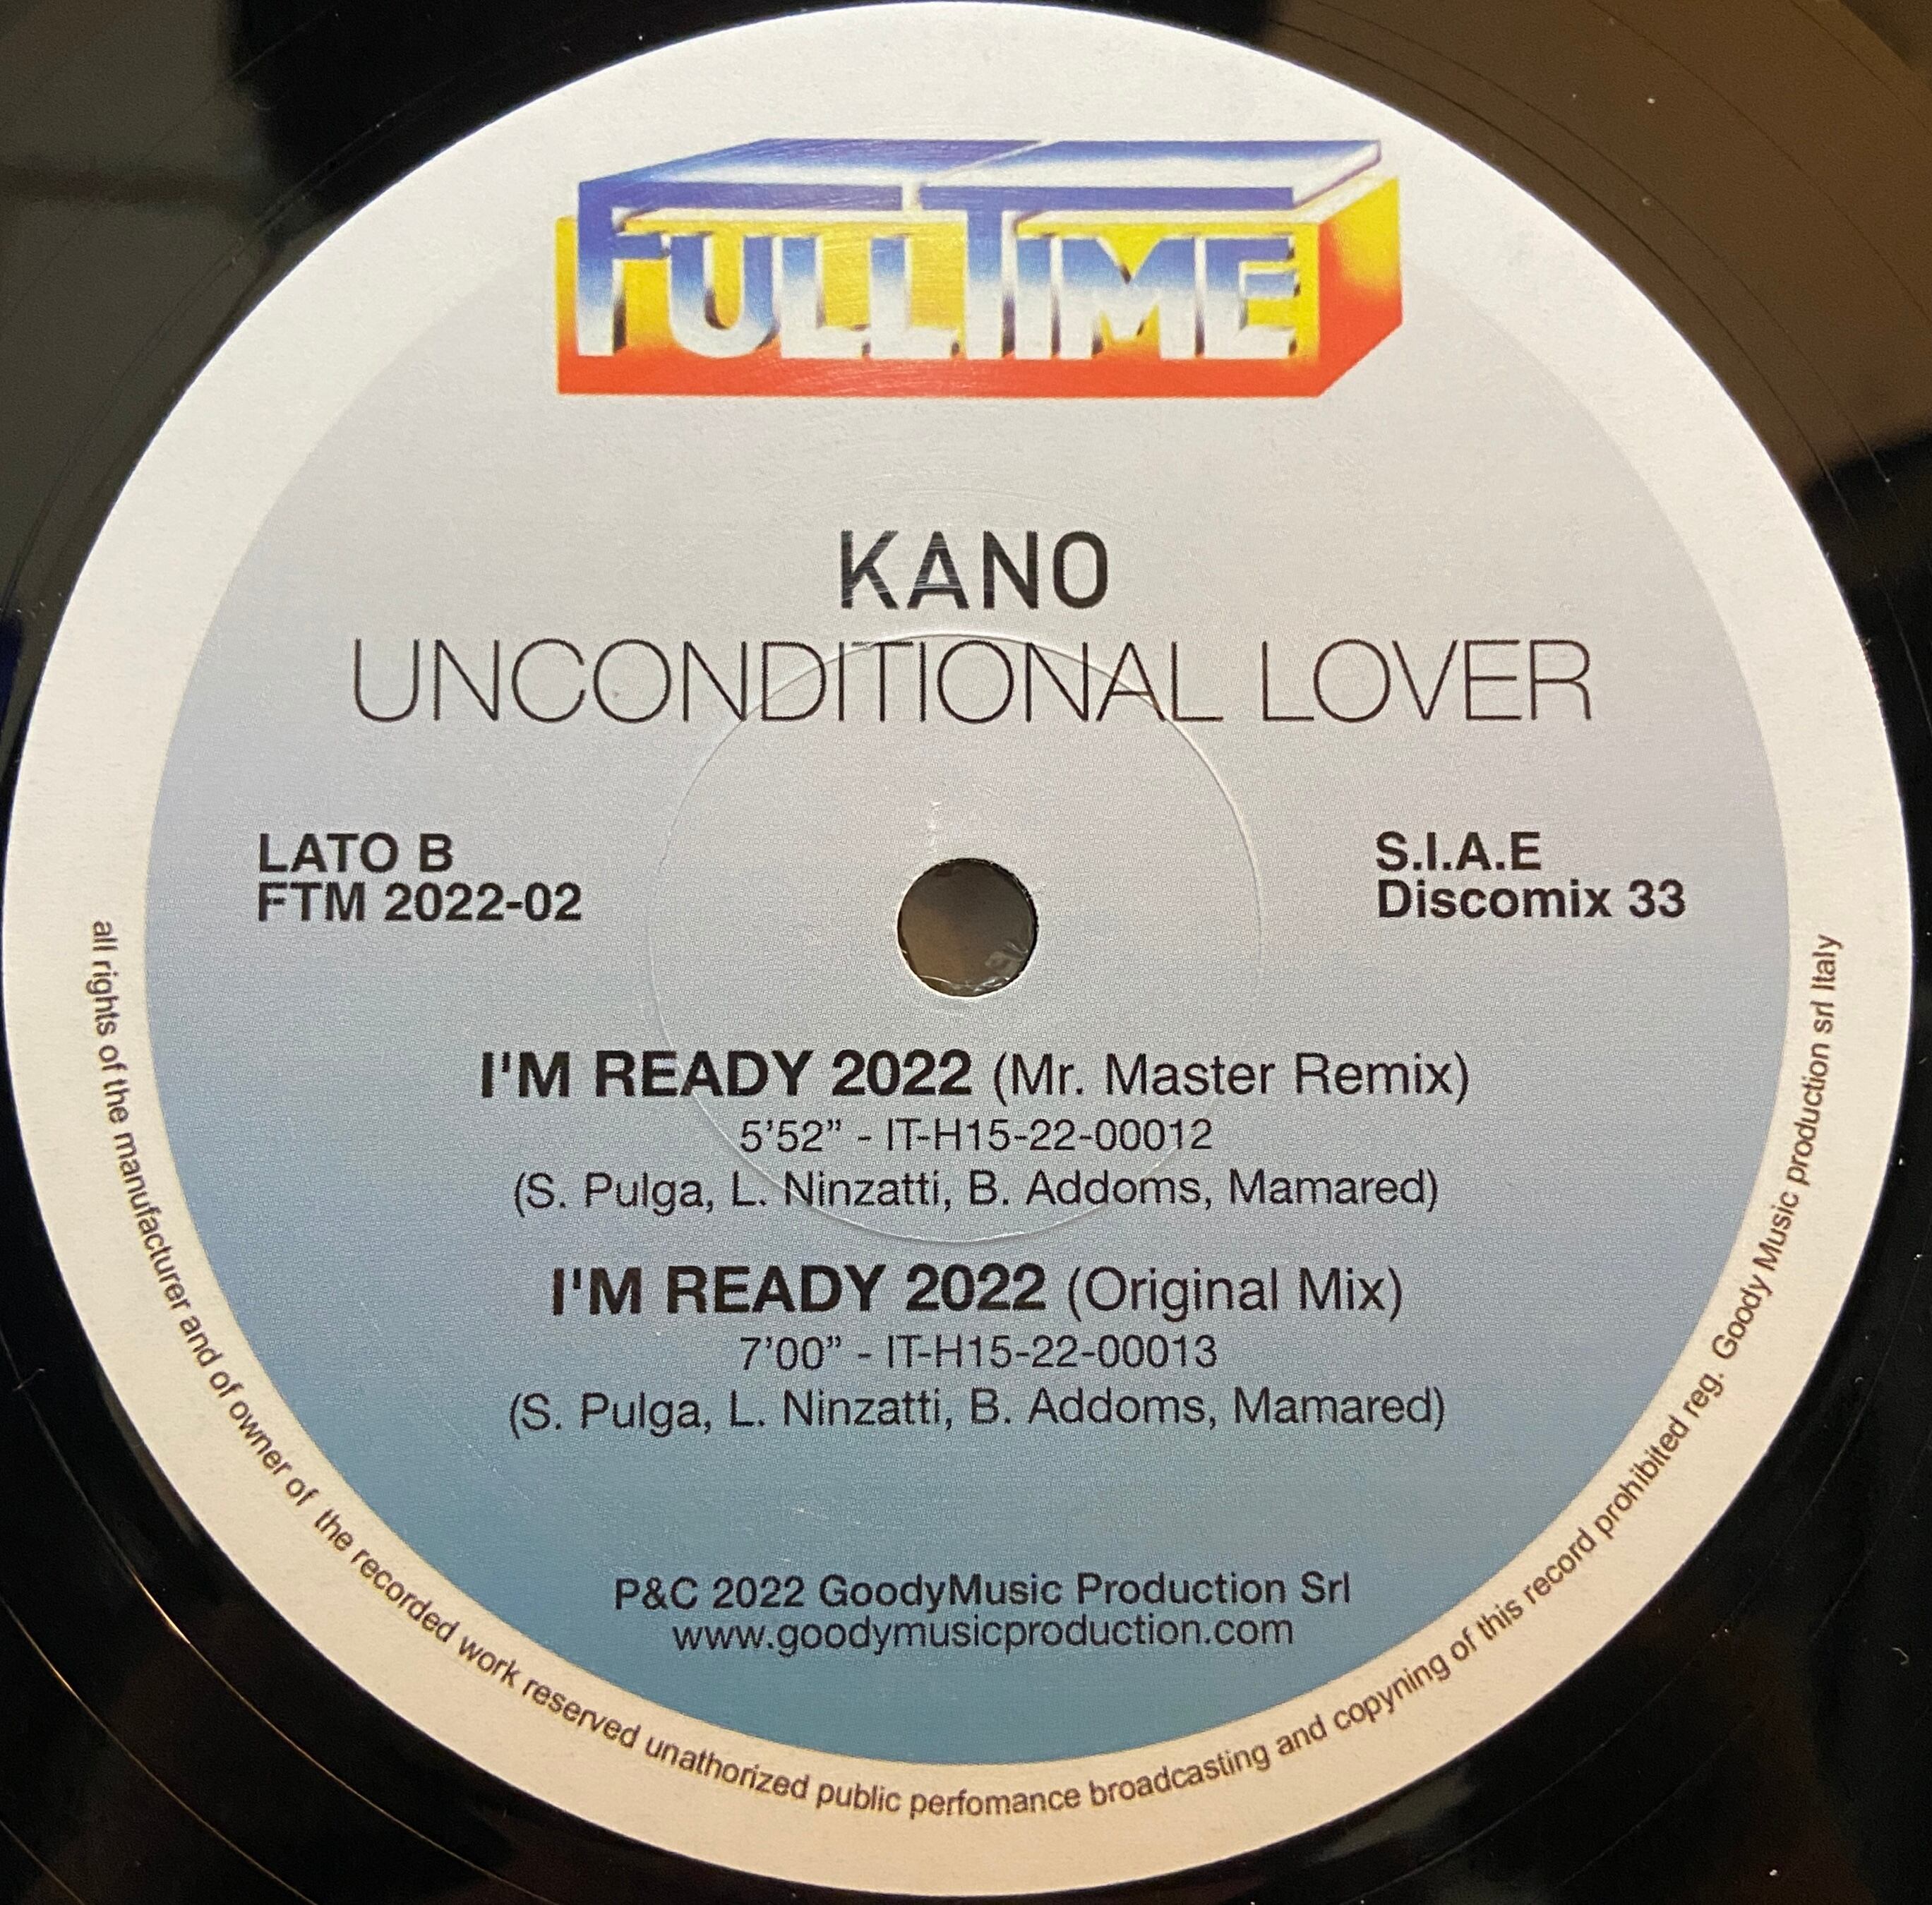 FULLTIME
KANO
UNCONDITIONAL LOVER
LATO B
FTM 2022-02
S.I.A.E
Discomix 33
I'M READY 2022 (Mr. Master Remix)
5’52” - IT-H15-22-00012
(S. Pulga, L. Ninzatti, B. Addoms, Mamared)
I'M READY 2022 (Original Mix)
7’00” - IT-H15-22-00013
(S. Pulga, L. Ninzatti, B. Addoms, Mamared)
P&C 2022 GoodyMusic Production Srl
www.goodymusicproduction.com
all rights of the manufacturer and of owner of the recorded work reserved unathorized public perfomance broadcasting and copyning of this record prohibited reg. Goody Music production srl Italy